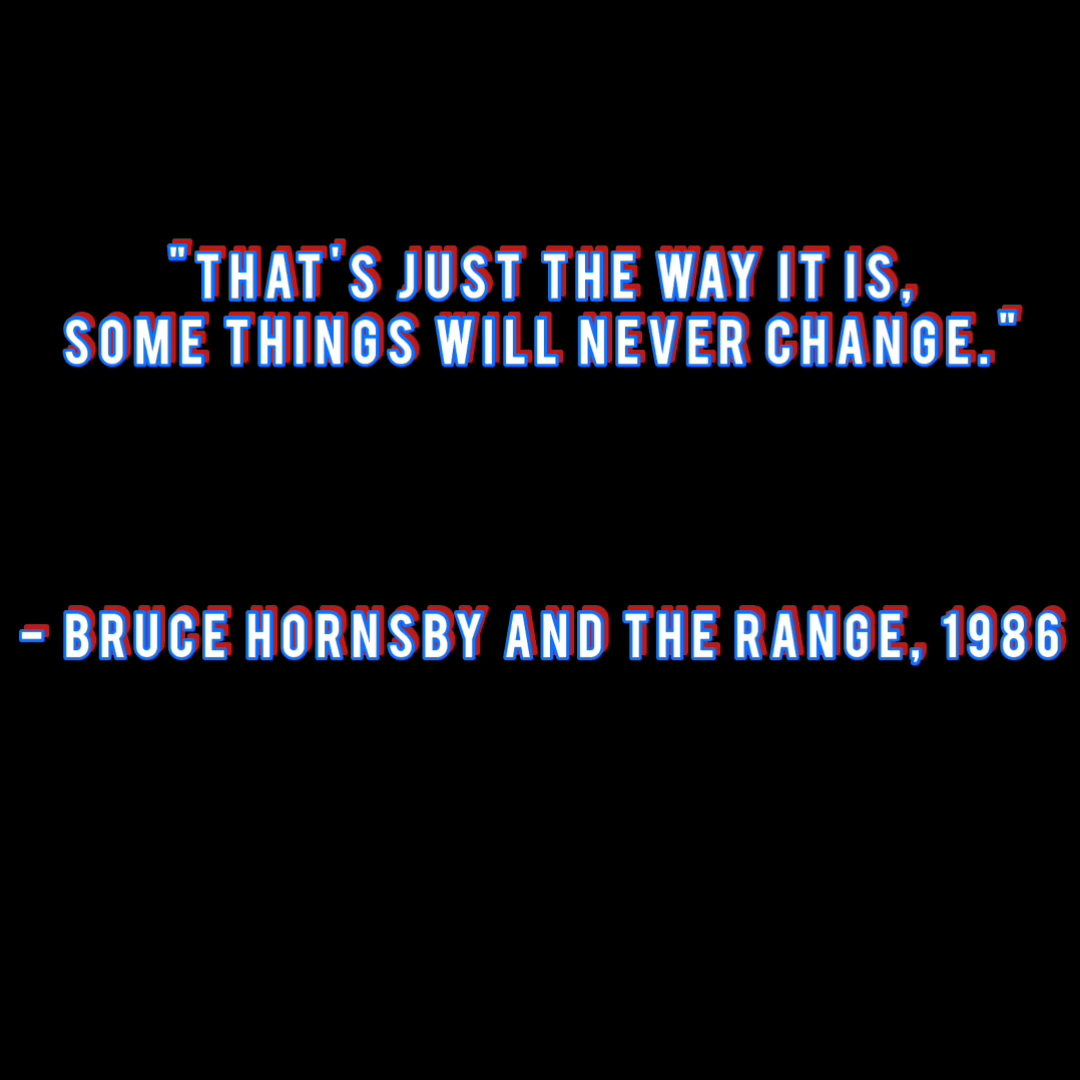 "THAT'S JUST THE WAY IT IS,
SOME THINGS WILL NEVER CHANGE."
- BRUCE HORNSBY AND THE RANGE, 1986